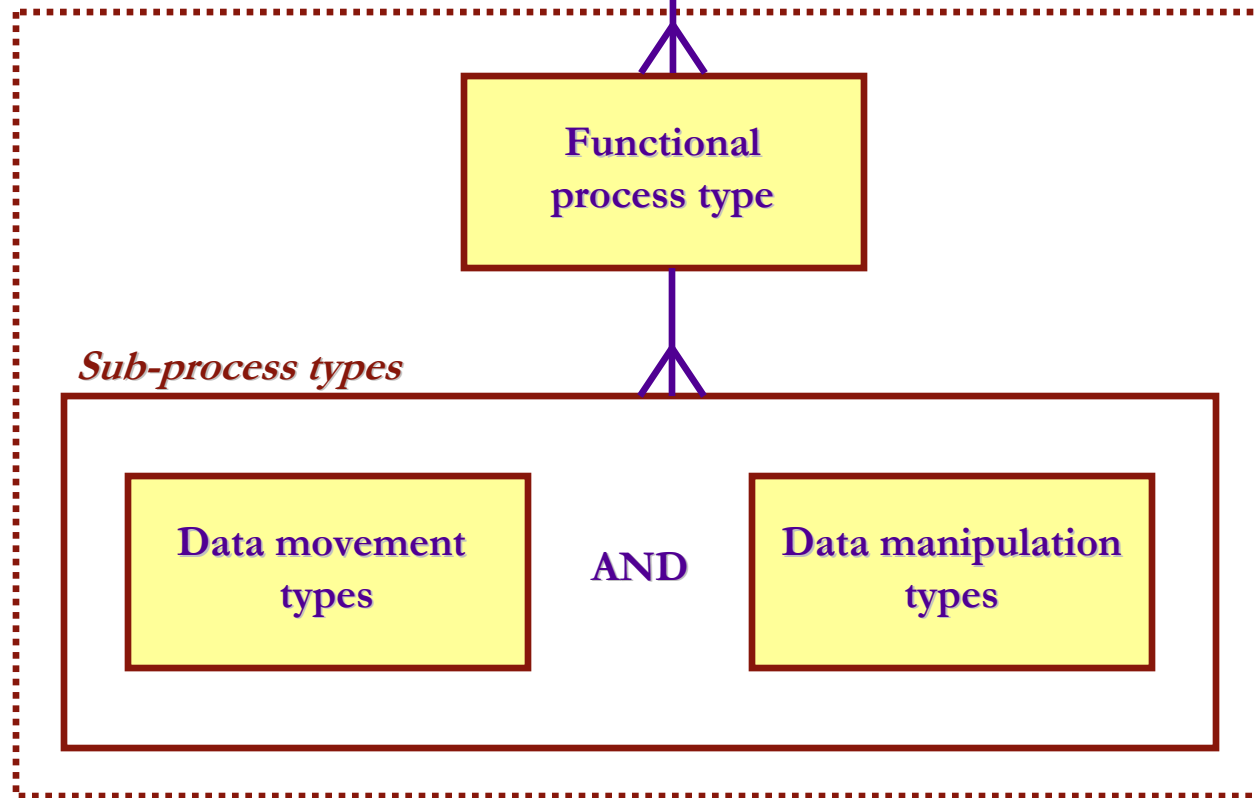 Functional
process type
Sub-process types
Data movement
types
AND
Data manipulation
types